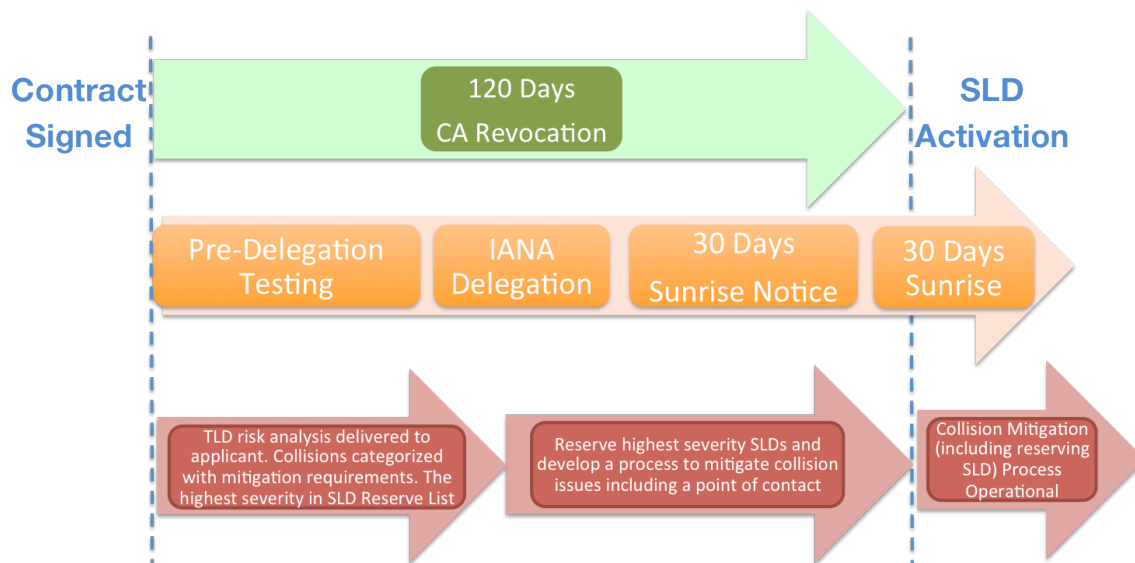 Contract
Signed
120 Days
CA Revocation
SLD
Activation
Pre-Delegation
Testing
IANA
Delegation
30 Days
Sunrise Notice
30 Days
Sunrise
TLD risk analysis delivered to
applicant. Collisions categorized
with mitigation requirements. The
highest severity in SLD Reserve List
Reserve highest severity SLDs and
develop a process to mitigate collision
issues including a point of contact
Collision Mitigation
(including reserving
SLD) Process
Operational